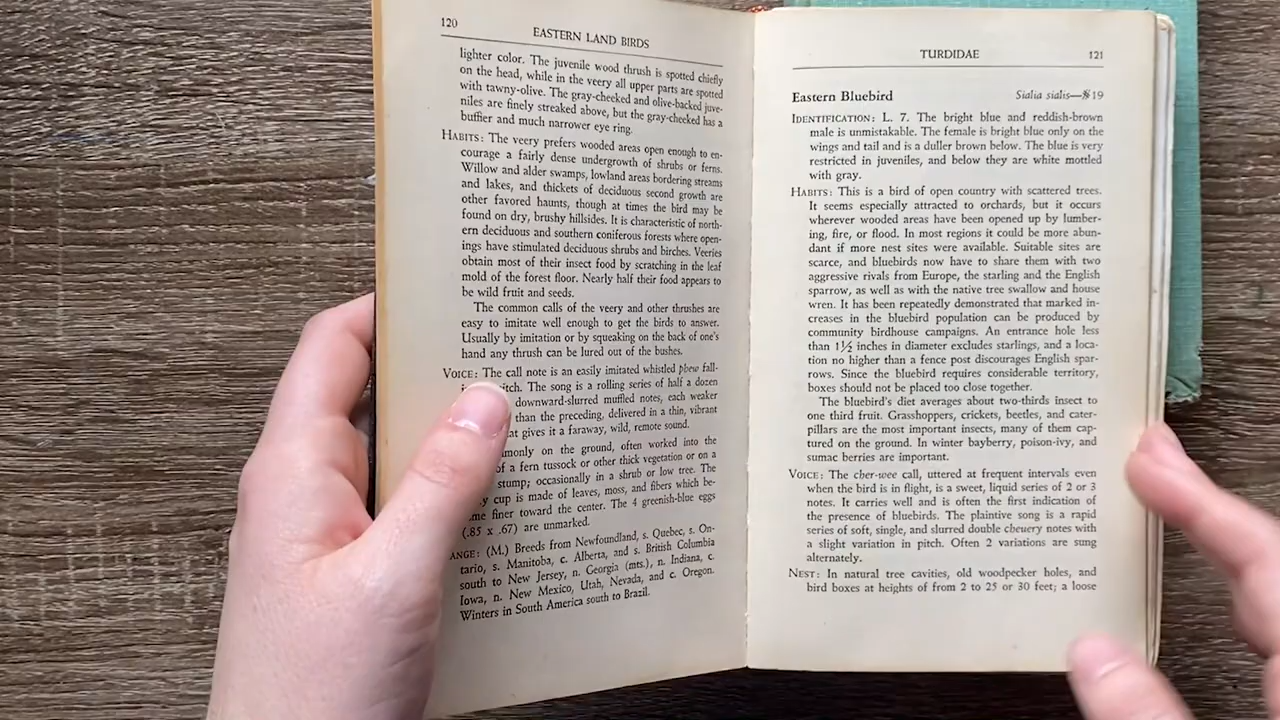 120
EASTERN LAND BIRDS
lighter color. The juvenile wood thrush is spotted chiefly
on the head, while in the veery all upper parts are spotted
with tawny-olive. The gray-cheeked and olive-backed juve-
niles are finely streaked above, but the gray-cheeked has a
buffier and much narrower eye ring.
HABITS: The veery prefers wooded areas open enough to en-
courage a fairly dense undergrowth of shrubs or ferns.
Willow and alder swamps, lowland areas bordering streams
and lakes, and thickets of deciduous second growth are
other favored haunts, though at times the bird may be
found on dry, brushy hillsides. It is characteristic of north-
ern deciduous and southern coniferous forests where open-
ings have stimulated deciduous shrubs and birches. Veeries
obtain most of their insect food by scratching in the leaf
mold of the forest floor. Nearly half their food appears to
be wild fruit and seeds.
The common calls of the veery and other thrushes are
easy to imitate well enough to get the birds to answer.
Usually by imitation or by squeaking on the back of one's
hand any thrush can be lured out of the bushes.
VOICE: The call note is an easily imitated whistled phew fall-
itch. The song is a rolling series of half a dozen
downward-slurred muffled notes, each weaker
than the preceding, delivered in a thin, vibrant
at gives it a faraway, wild, remote sound.
monly on the ground, often worked into the
of a fern tussock or other thick vegetation or on a
stump; occasionally in a shrub or low tree. The
y cup is made of leaves, moss, and fibers which be-
me finer toward the center. The 4 greenish-blue eggs
(.85 x .67) are unmarked.
ANGE: (M.) Breeds from Newfoundland, s. Quebec, s. On-
tario, s. Manitoba, c. Alberta, and s. British Columbia
south to New Jersey, n. Georgia (mts.), n. Indiana, c.
Iowa, n. New Mexico, Utah, Nevada, and c. Oregon.
Winters in South America south to Brazil.
TURDIDAE
121
Eastern Bluebird Sialia sialis—19
IDENTIFICATION: L. 7. The bright blue and reddish-brown
male is unmistakable. The female is bright blue only on the
wings and tail and is a duller brown below. The blue is very
restricted in juveniles, and below they are white mottled
with gray.
HABITS: This is a bird of open country with scattered trees.
It seems especially attracted to orchards, but it occurs
wherever wooded areas have been opened up by lumber-
ing, fire, or flood. In most regions it could be more abun-
dant if more nest sites were available. Suitable sites are
scarce, and bluebirds now have to share them with two
aggressive rivals from Europe, the starling and the English
sparrow, as well as with the native tree swallow and house
wren. It has been repeatedly demonstrated that marked in-
creases in the bluebird population can be produced by
community birdhouse campaigns. An entrance hole less
than 1½ inches in diameter excludes starlings, and a loca-
tion no higher than a fence post discourages English spar-
rows. Since the bluebird requires considerable territory,
boxes should not be placed too close together.
The bluebird's diet averages about two-thirds insect to
one third fruit. Grasshoppers, crickets, beetles, and cater-
pillars are the most important insects, many of them cap-
tured on the ground. In winter bayberry, poison-ivy, and
sumac berries are important.
VOICE: The cher-wee call, uttered at frequent intervals even
when the bird is in flight, is a sweet, liquid series of 2 or 3
notes. It carries well and is often the first indication of
the presence of bluebirds. The plaintive song is a rapid
series of soft, single, and slurred double cheuery notes with
a slight variation in pitch. Often 2 variations are sung
alternately.
NEST: In natural tree cavities, old woodpecker holes, and
bird boxes at heights of from 2 to 25 or 30 feet; a loose